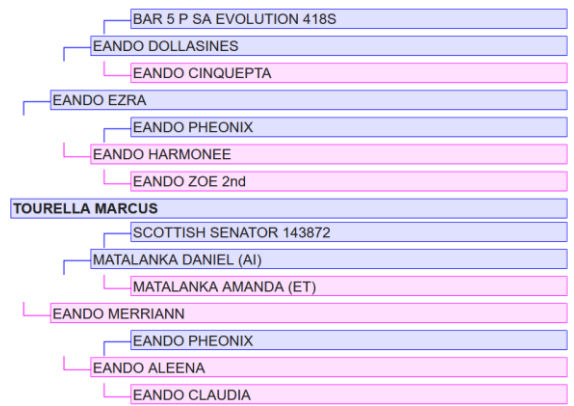 BAR 5 P SA EVOLUTION 418S
EANDO DOLLASINES
EANDO CINQUEPTA
EANDO EZRA
EANDO PHEONIX
EANDO HARMONEE
EANDO ZOE 2nd
TOURELLA MARCUS
SCOTTISH SENATOR 143872
MATALANKA DANIEL (AI)
MATALANKA AMANDA (ET)
EANDO MERRIANN
EANDO PHEONIX
EANDO ALEENA
EANDO CLAUDIA